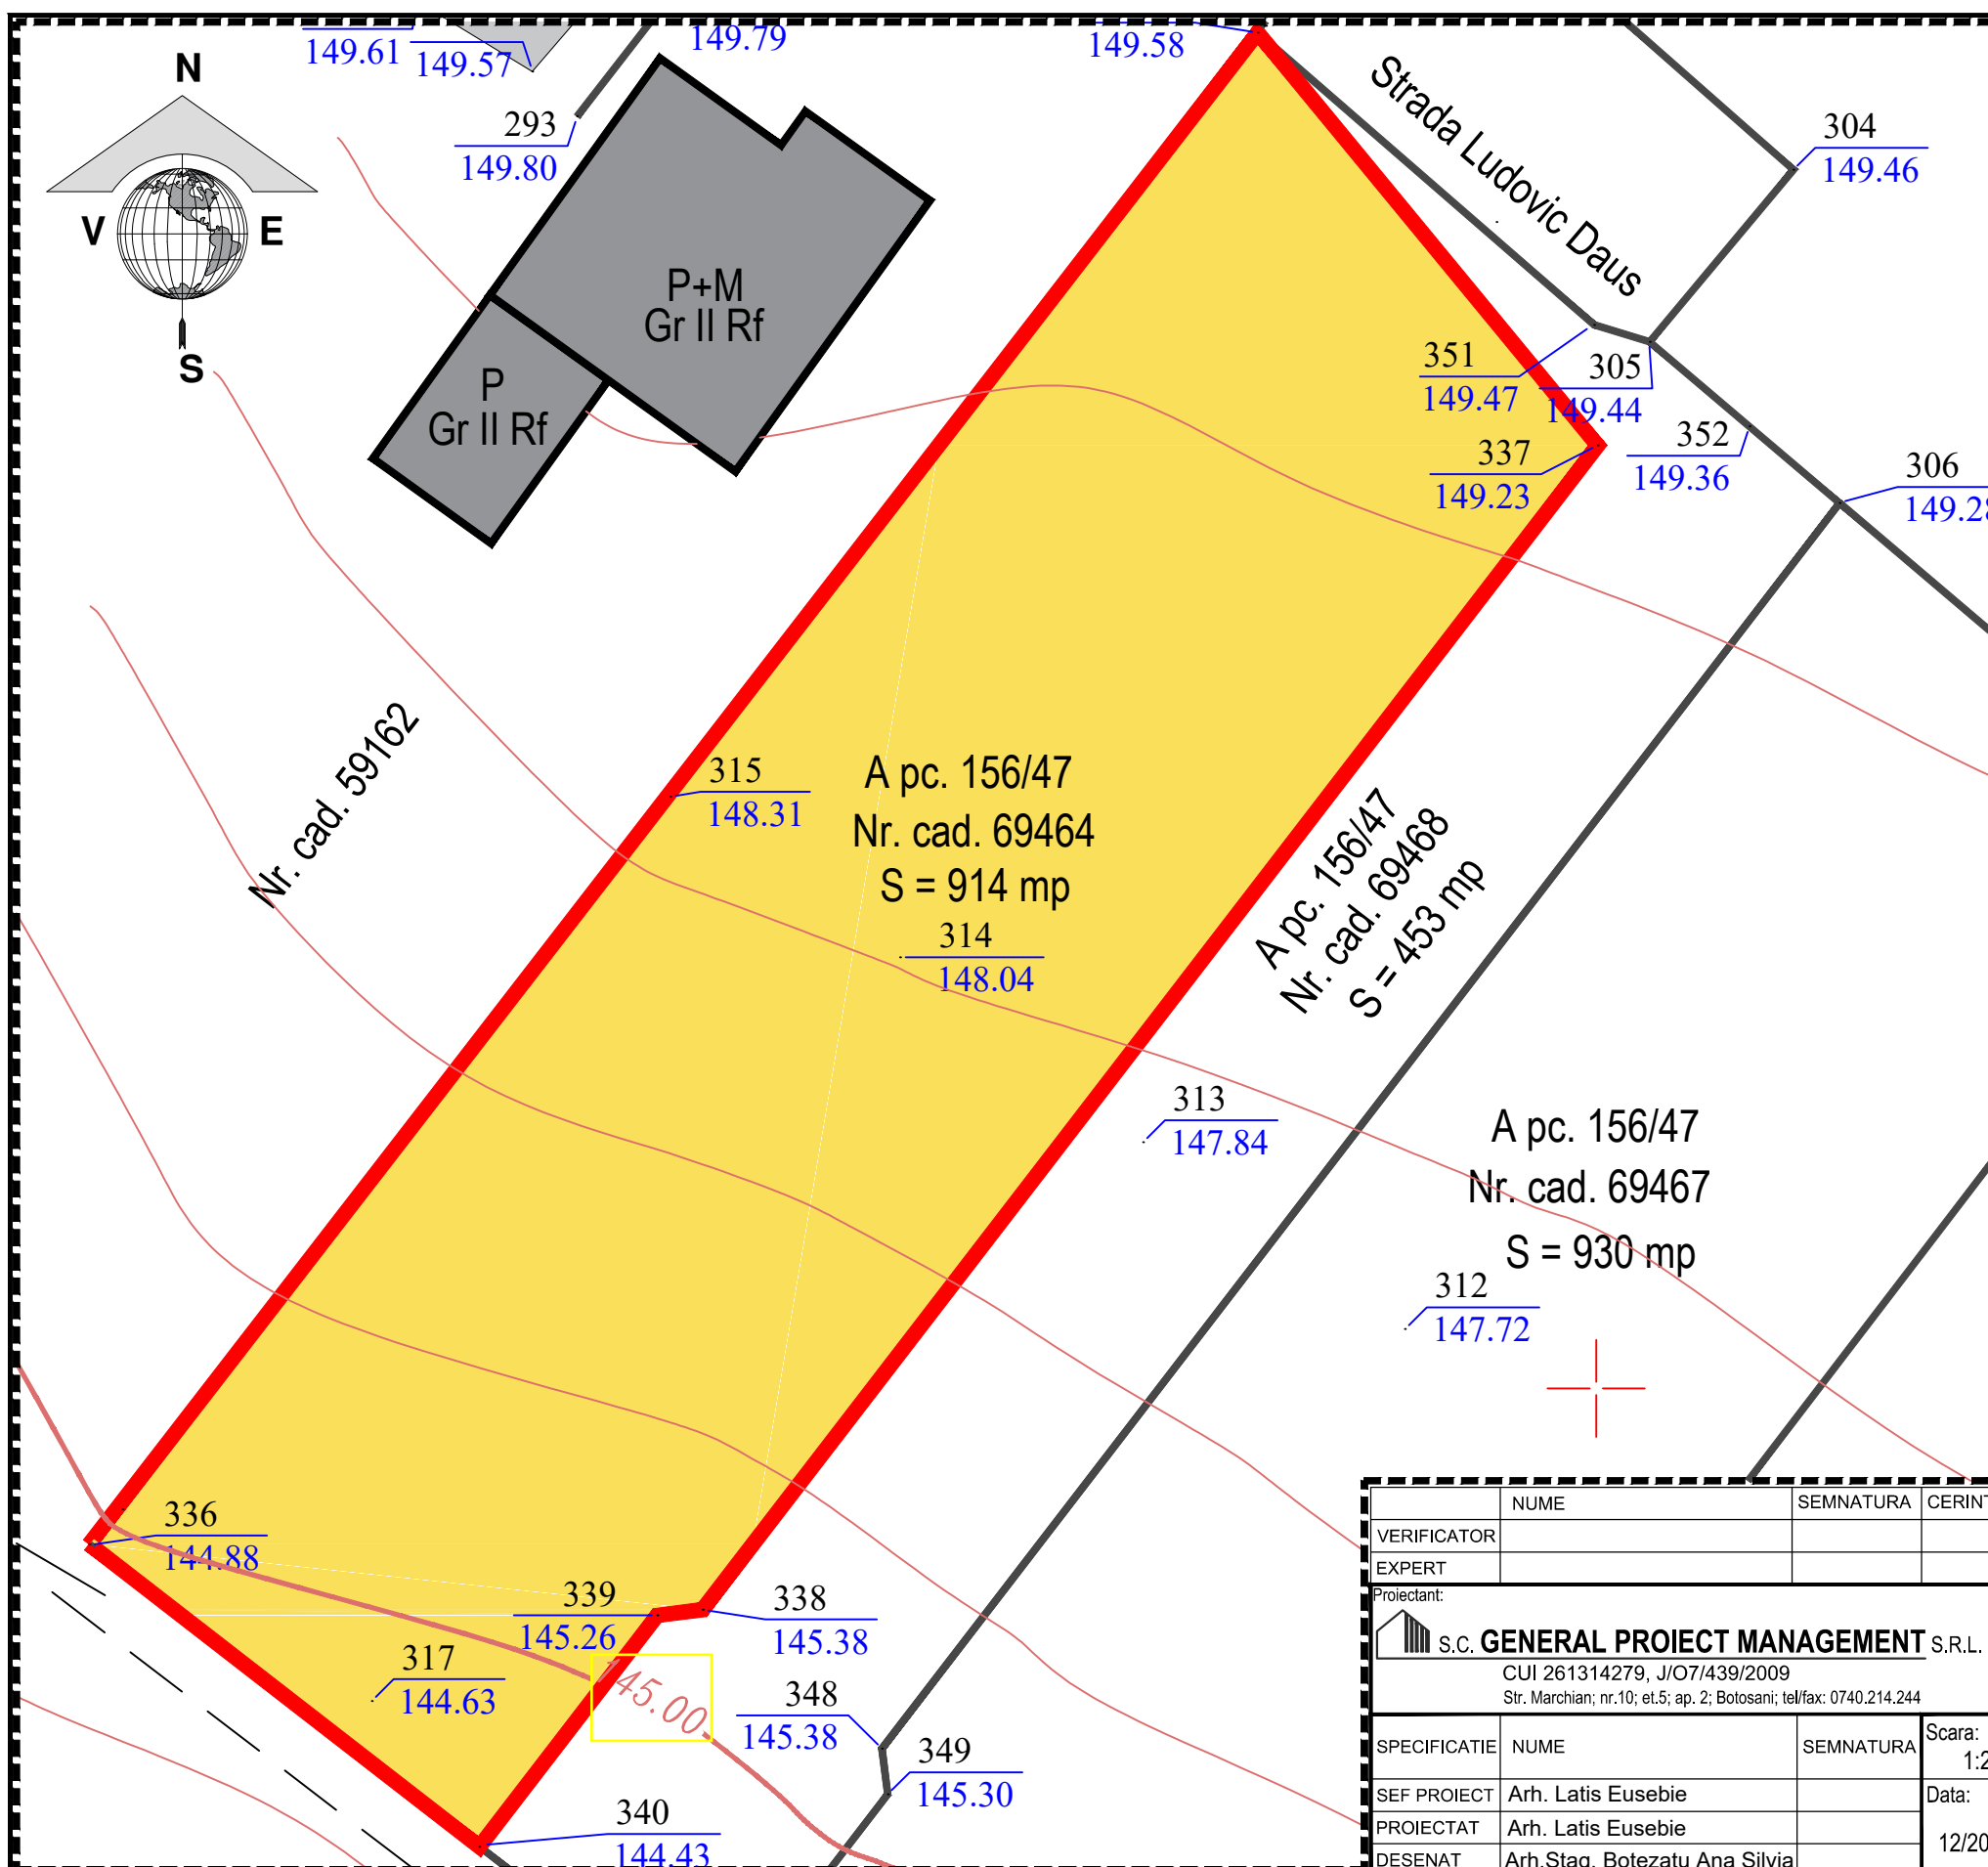 149.61
149.57
149.79
149.58
N
V
E
S
293
149.80
Strada Ludovic Daus
304
149.46
P+M
Gr II Rf
P
Gr II Rf
351
149.47
305
149.44
337
149.23
352
149.36
306
149.28
Nr. cad. 59162
315
148.31
A pc. 156/47
Nr. cad. 69464
S = 914 mp
314
148.04
A pc. 156/47
Nr. cad. 69468
S = 453 mp
313
147.84
A pc. 156/47
Nr. cad. 69467
S = 930 mp
312
147.72
336
144.88
339
145.26
338
145.38
317
144.63
145.00
348
145.38
349
145.30
340
144.43
NUME SEMNATURA
VERIFICATOR
EXPERT
Proiectant:
S.C. GENERAL PROIECT MANAGEMENT S.R.L.
CUI 261314279, J/O7/439/2009
Str. Marchian; nr.10; et.5; ap. 2; Botosani; tel/fax: 0740.214.244
SPECIFICATIE NUME SEMNATURA Scara:
SEF PROIECT Arh. Latis Eusebie Data:
PROIECTAT Arh. Latis Eusebie
DESENAT Arh.Stag. Botezatu Ana Silvia